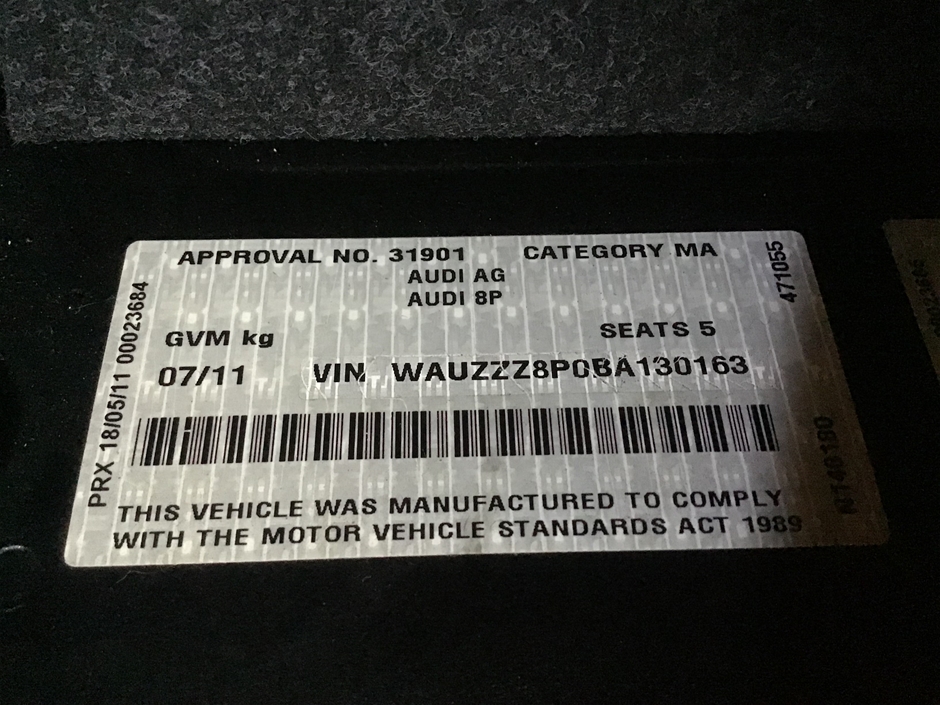 APPROVAL NO. 31901 CATEGORY MA
AUDI AG
AUDI 8P
GVM kg SEATS 5
07/11 VIN WAUZZZ8P0BA130163
THIS VEHICLE WAS MANUFACTURED TO COMPLY
WITH THE MOTOR VEHICLE STANDARDS ACT 1989
PRX 18/05/11 00023684
471055